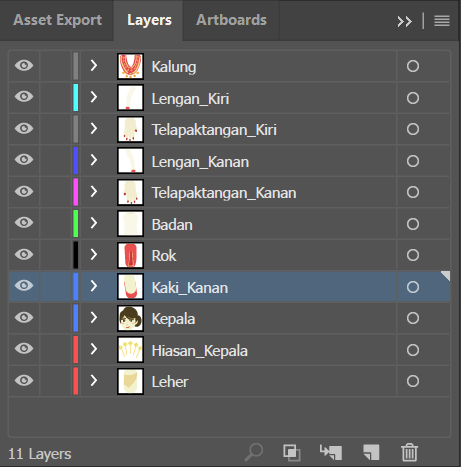 Asset Export Layers Artboards
Kalung
Lengan_Kiri
Telapaktangan_Kiri
Lengan_Kanan
Telapaktangan_Kanan
Badan
Rok
Kaki_Kanan
Kepala
Hiasan_Kepala
Leher
11 Layers